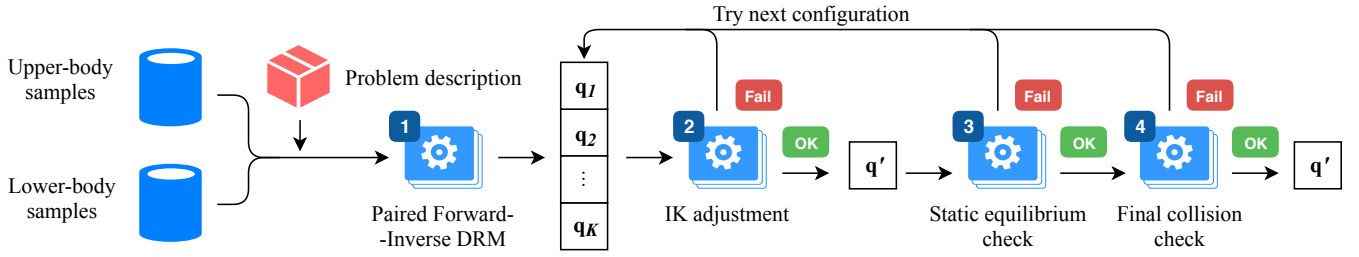 Try next configuration
Upper-body
samples
Problem description
Lower-body
samples
1
Paired Forward-
-Inverse DRM
q1
q2
⋮
qK
2
Fail
OK
IK adjustment
q′
3
Fail
OK
Static equilibrium
check
4
Fail
OK
Final collision
check
q′